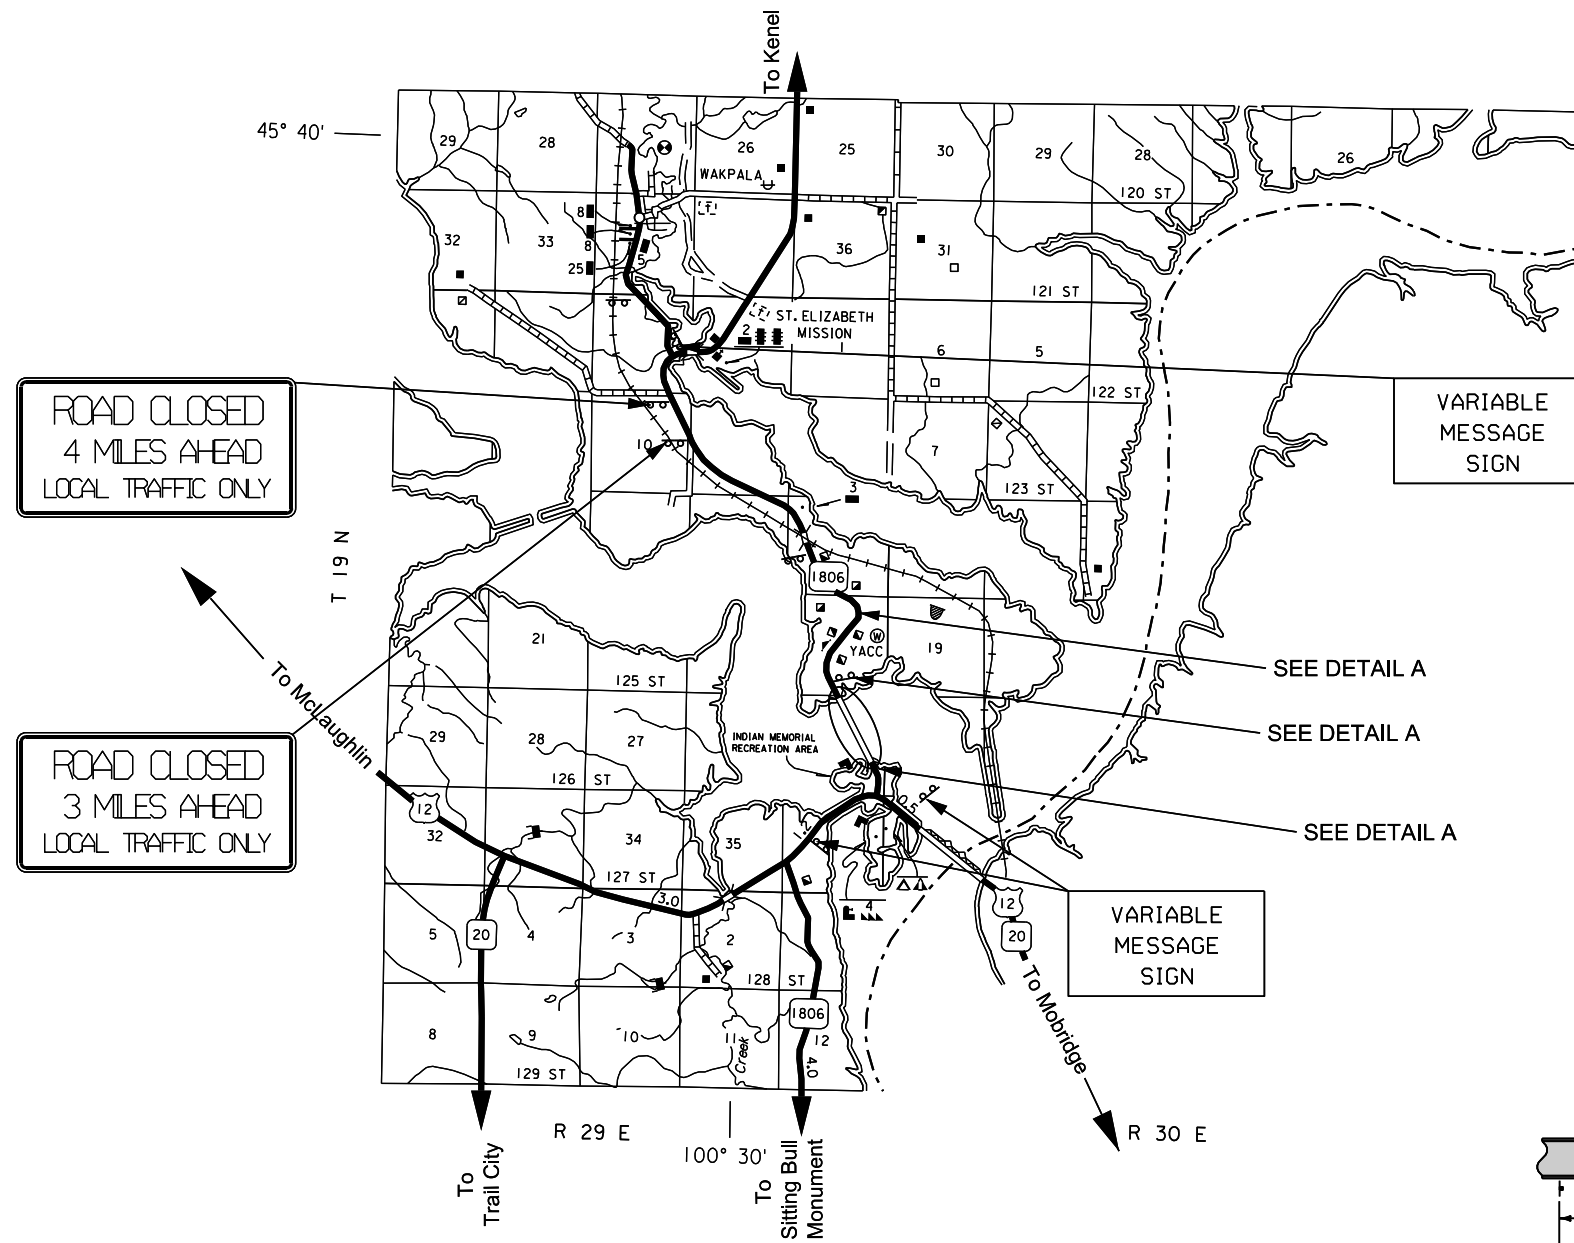 To Kenel
45° 40'
29
28
26
25
30
29
28
26
WAKPALA
120 ST
8
32
33
8
5
25
36
31
121 ST
ST. ELIZABETH
MISSION
2
6
5
122 ST
ROAD CLOSED
4 MILES AHEAD
LOCAL TRAFFIC ONLY
VARIABLE
MESSAGE
SIGN
10
7
123 ST
3
T 19 N
1806
21
W
YACC
19
SEE DETAIL A
125 ST
To McLaughlin
SEE DETAIL A
29
28
27
INDIAN MEMORIAL
RECREATION AREA
ROAD CLOSED
3 MILES AHEAD
LOCAL TRAFFIC ONLY
126 ST
12
0.5
32
34
35
SEE DETAIL A
127 ST
3.0
4
12
20
VARIABLE
MESSAGE
SIGN
5
20
4
3
2
128 ST
To Mobridge
1806
8
9
10
11
12
Creek
4.0
129 ST
R 29 E
100° 30'
R 30 E
To
Trail City
To
Sitting Bull
Monument